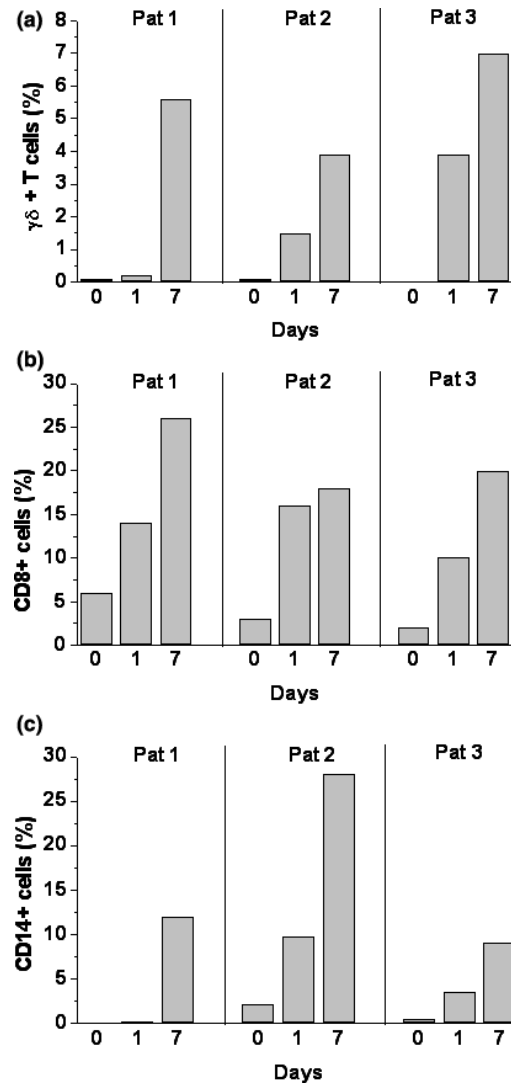 (a)
Pat 1 Pat 2 Pat 3
γδ + T cells (%)
8
7
6
5
4
3
2
1
0
0 1 7 0 1 7 0 1 7
Days
(b)
Pat 1 Pat 2 Pat 3
CD8+ cells (%)
30
25
20
15
10
5
0
0 1 7 0 1 7 0 1 7
Days
(c)
Pat 1 Pat 2 Pat 3
CD14+ cells (%)
30
25
20
15
10
5
0
0 1 7 0 1 7 0 1 7
Days